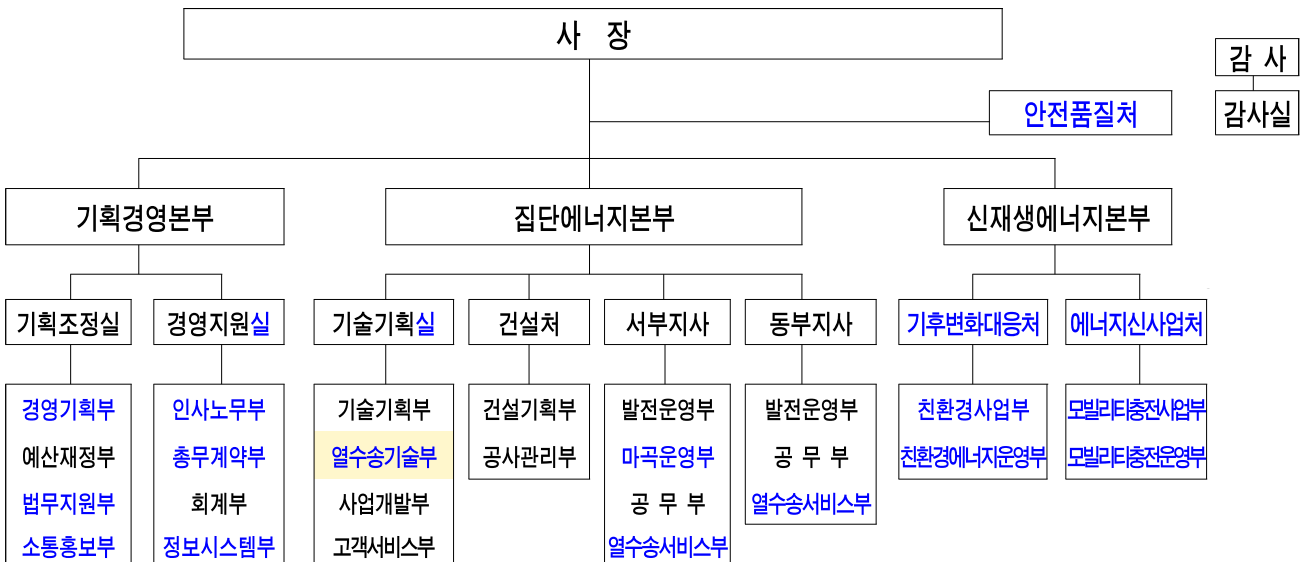 사 장
감 사
안전품질처
감사실
기획경영본부
집단에너지본부
신재생에너지본부
기획조정실
경영지원실
기술기획실
건설처
서부지사
동부지사
기후변화대응처
에너지신사업처
경영기획부
예산재정부
법무지원부
소통홍보부
인사노무부
총무계약부
회계부
정보시스템부
기술기획부
열수송기술부
사업개발부
고객서비스부
건설기획부
공사관리부
발전운영부
마곡운영부
공 무 부
열수송서비스부
발전운영부
공 무 부
열수송서비스부
친환경사업부
친환경에너지운영부
모빌리티충전사업부
모빌리티충전운영부